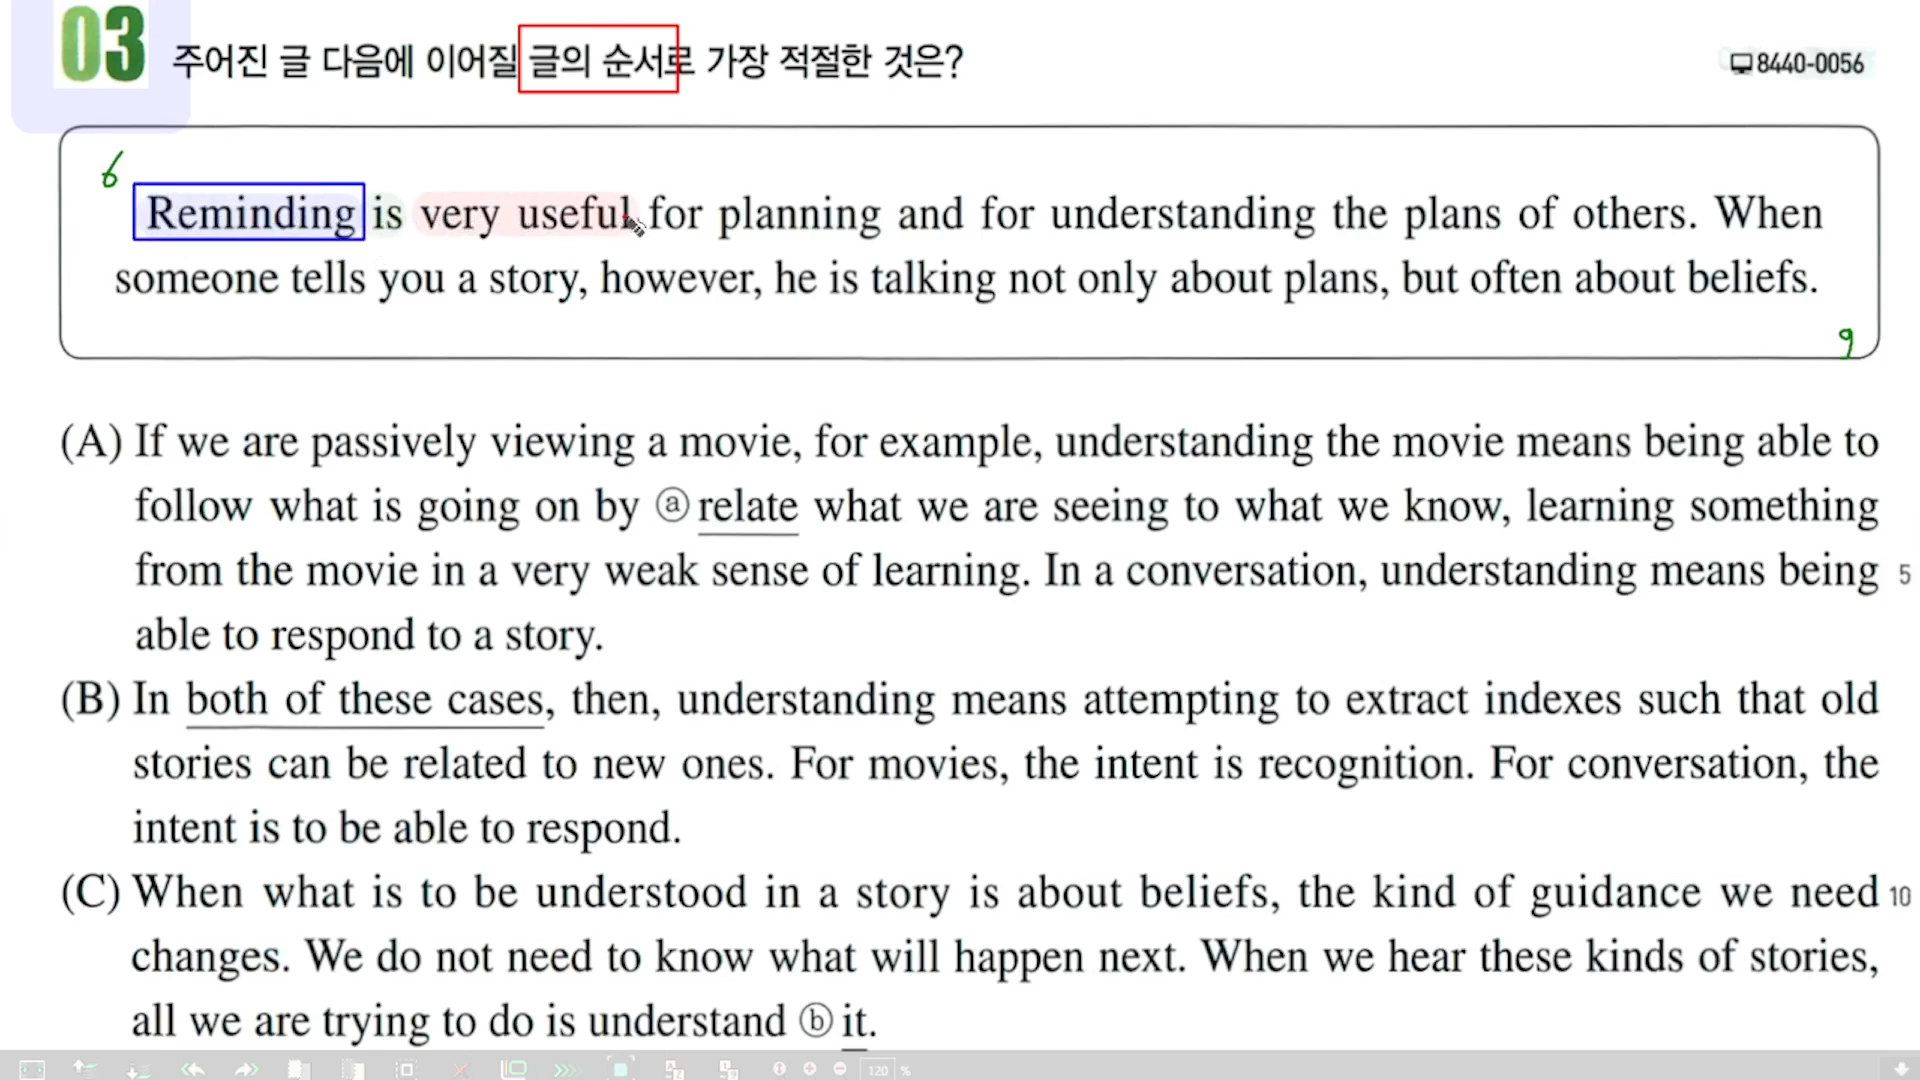 03 주어진 글 다음에 이어질 글의 순서로 가장 적절한 것은? 8440-0056
6
Reminding is very useful for planning and for understanding the plans of others. When
someone tells you a story, however, he is talking not only about plans, but often about beliefs.
9
(A) If we are passively viewing a movie, for example, understanding the movie means being able to
follow what is going on by ⓐ relate what we are seeing to what we know, learning something
from the movie in a very weak sense of learning. In a conversation, understanding means being 5
able to respond to a story.
(B) In both of these cases, then, understanding means attempting to extract indexes such that old
stories can be related to new ones. For movies, the intent is recognition. For conversation, the
intent is to be able to respond.
(C) When what is to be understood in a story is about beliefs, the kind of guidance we need 10
changes. We do not need to know what will happen next. When we hear these kinds of stories,
all we are trying to do is understand ⓑ it.
120 %